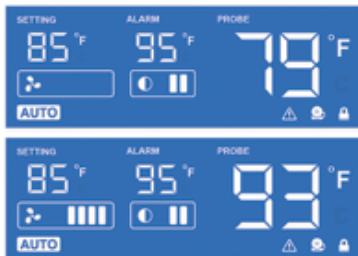 SETTING ALARM PROBE
85°F 95°F 79°F
AUTO
SETTING ALARM PROBE
85°F 95°F 93°F
AUTO